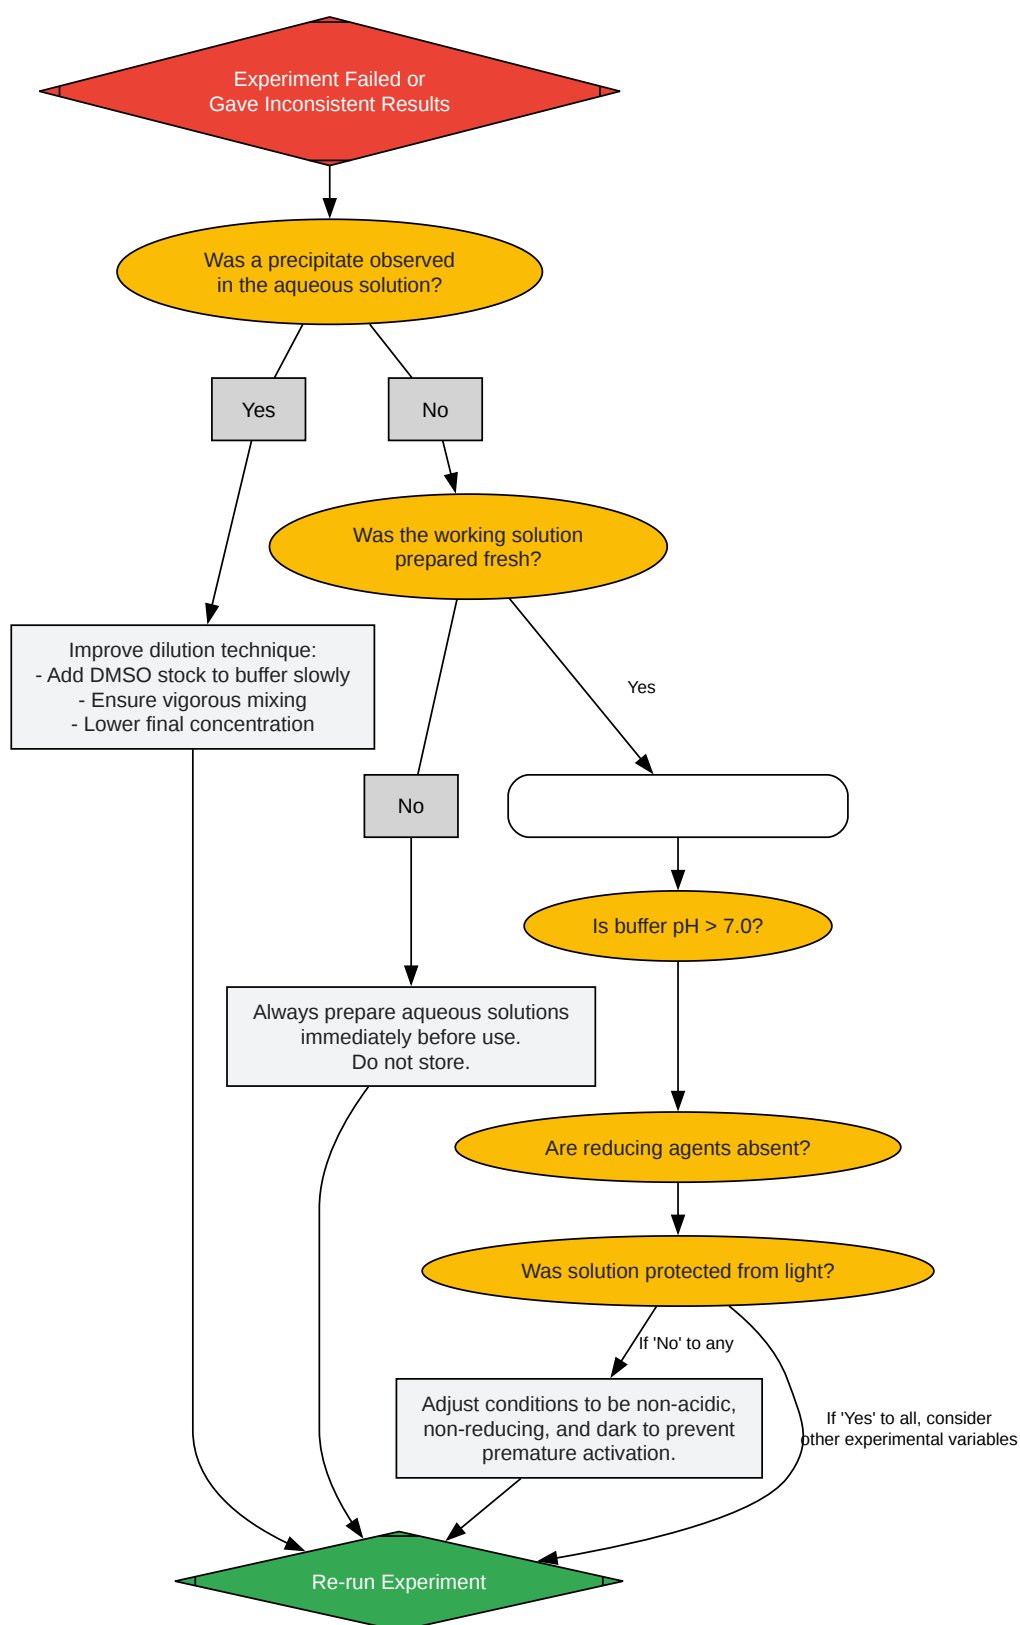 Experiment Failed or
Gave Inconsistent Results
Was a precipitate observed
in the aqueous solution?
Yes
No
Was the working solution
prepared fresh?
Improve dilution technique:
- Add DMSO stock to buffer slowly
- Ensure vigorous mixing
- Lower final concentration
Yes
No
Is buffer pH > 7.0?
Always prepare aqueous solutions
immediately before use.
Do not store.
Are reducing agents absent?
Was solution protected from light?
If 'No' to any
Adjust conditions to be non-acidic,
non-reducing, and dark to prevent
premature activation.
If 'Yes' to all, consider
other experimental variables
Re-run Experiment